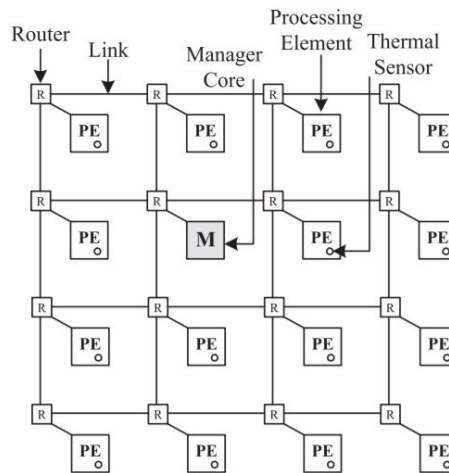 Router
Link
Manager
Core
Processing
Element
Thermal
Sensor
R R R R
PE PE PE PE
R R R R
PE M PE PE
R R R R
PE PE PE PE
R R R R
PE PE PE PE